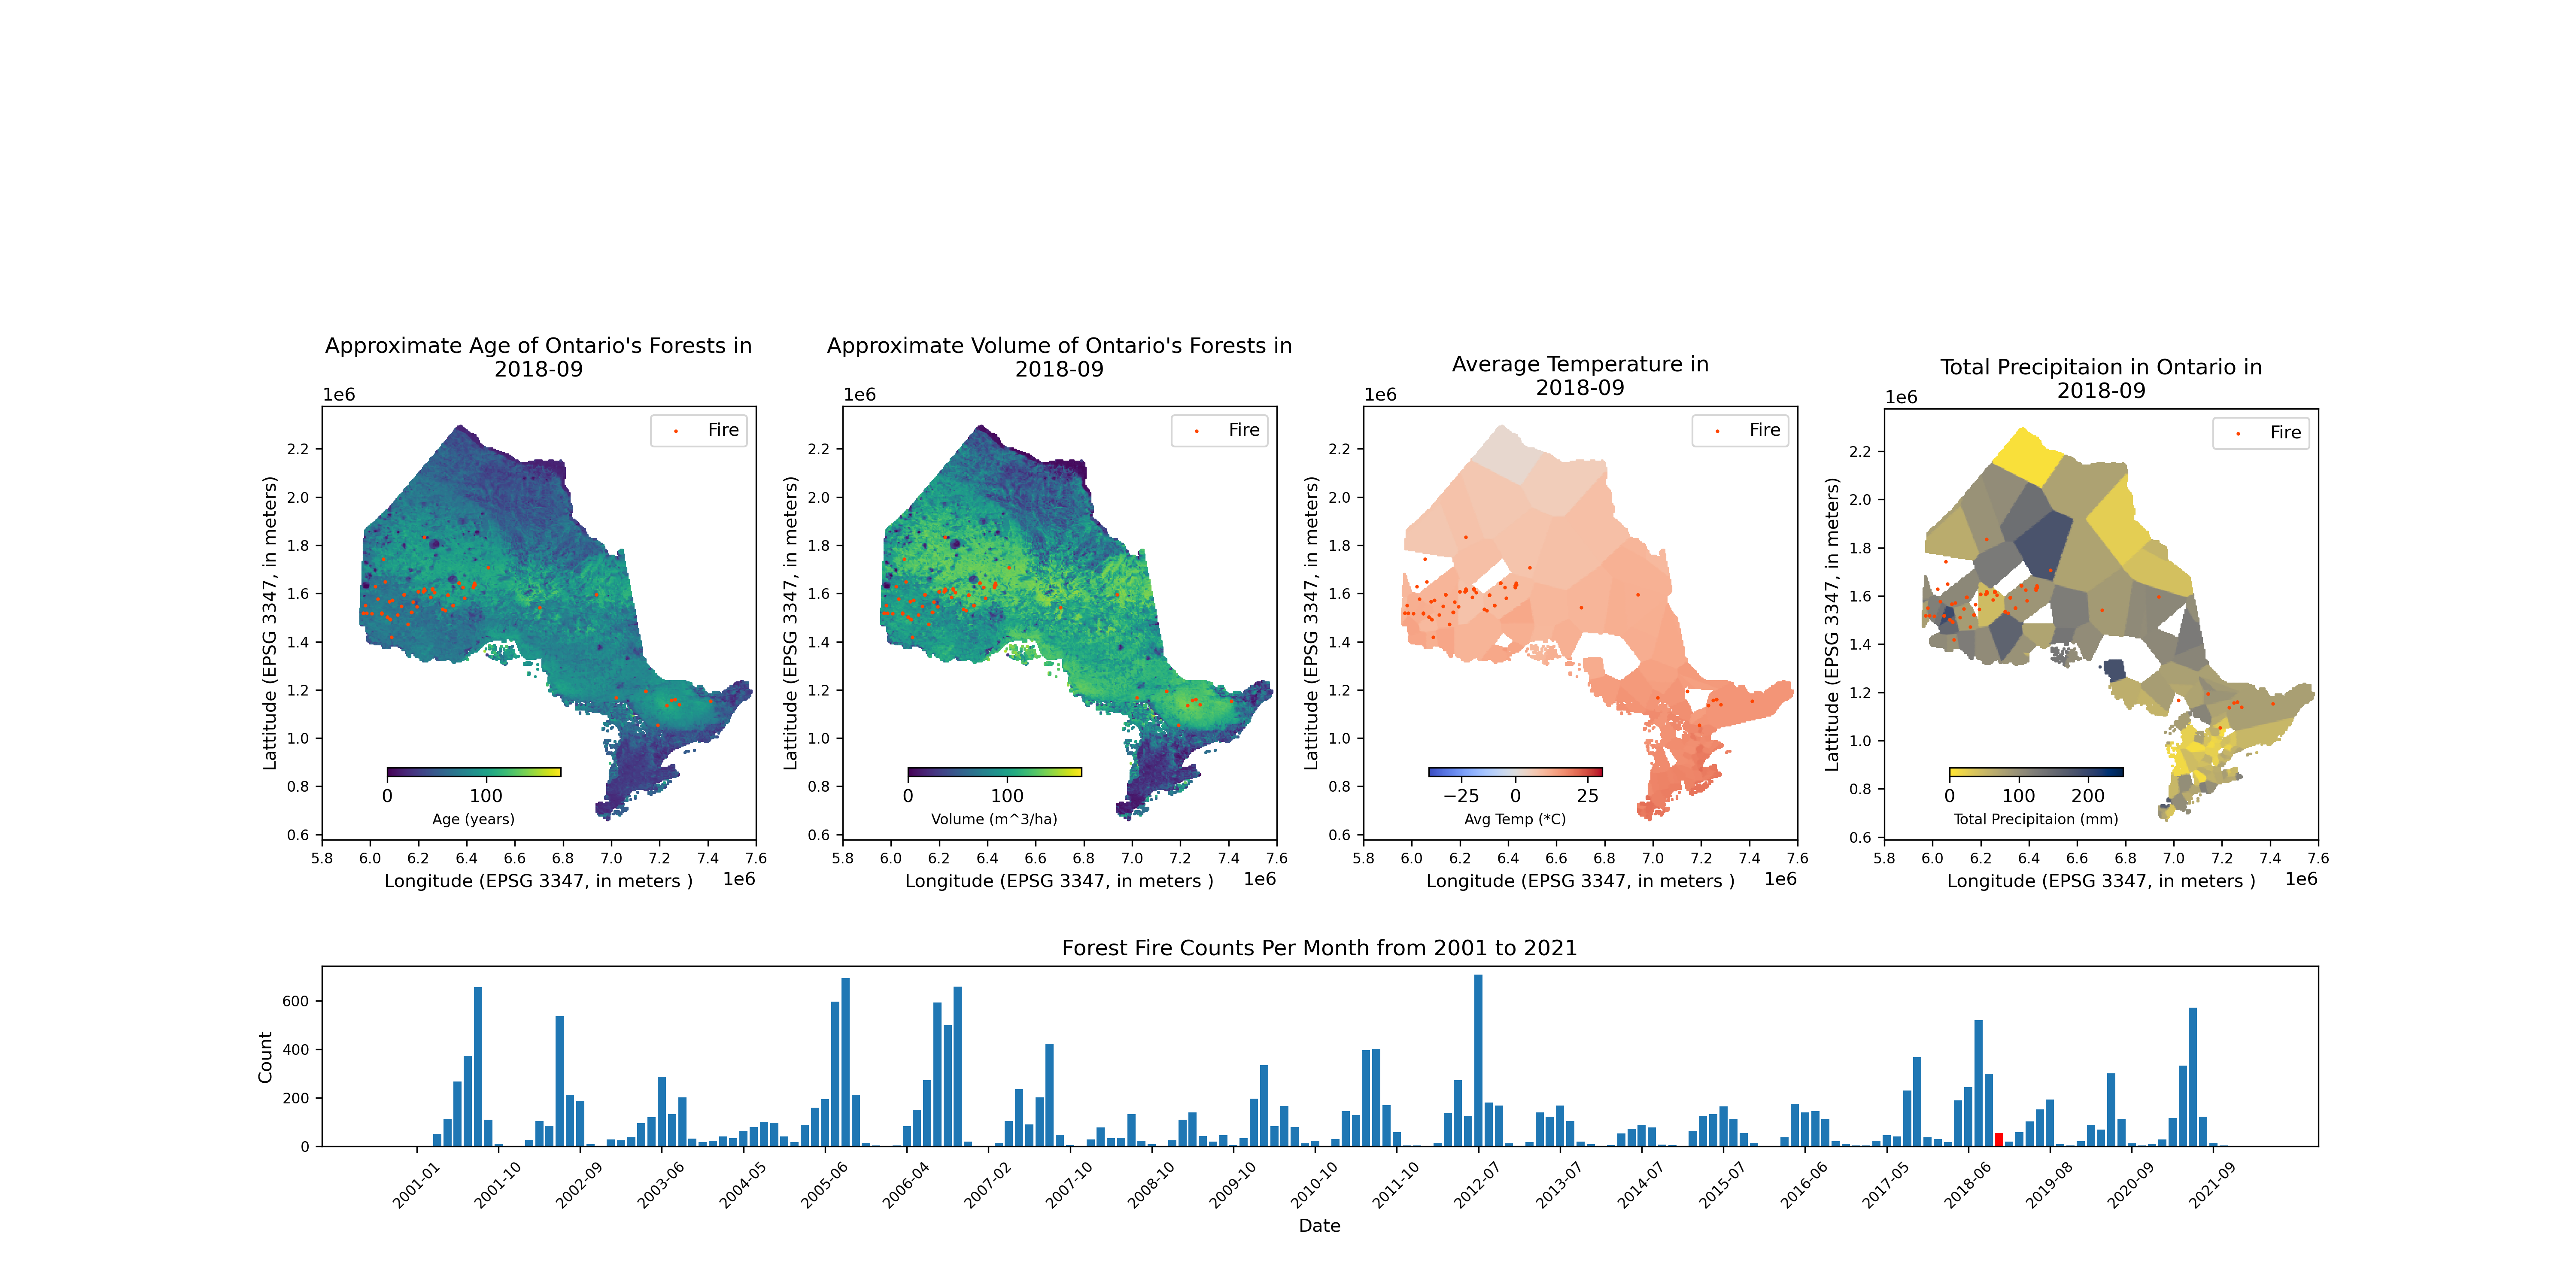 Approximate Age of Ontario's Forests in
2018-09
1e6
Fire
Lattitude (EPSG 3347, in meters)
2.2
2.0
1.8
1.6
1.4
1.2
1.0
0.8
0.6
0 100
Age (years)
5.8 6.0 6.2 6.4 6.6 6.8 7.0 7.2 7.4 7.6
Longitude (EPSG 3347, in meters )
1e6
Approximate Volume of Ontario's Forests in
2018-09
1e6
Fire
Lattitude (EPSG 3347, in meters)
2.2
2.0
1.8
1.6
1.4
1.2
1.0
0.8
0.6
0 100
Volume (m^3/ha)
5.8 6.0 6.2 6.4 6.6 6.8 7.0 7.2 7.4 7.6
Longitude (EPSG 3347, in meters )
1e6
Average Temperature in
2018-09
1e6
Fire
Lattitude (EPSG 3347, in meters)
2.2
2.0
1.8
1.6
1.4
1.2
1.0
0.8
0.6
−25 0 25
Avg Temp (*C)
5.8 6.0 6.2 6.4 6.6 6.8 7.0 7.2 7.4 7.6
Longitude (EPSG 3347, in meters )
1e6
Total Precipitaion in Ontario in
2018-09
1e6
Fire
Lattitude (EPSG 3347, in meters)
2.2
2.0
1.8
1.6
1.4
1.2
1.0
0.8
0.6
0 100 200
Total Precipitaion (mm)
5.8 6.0 6.2 6.4 6.6 6.8 7.0 7.2 7.4 7.6
Longitude (EPSG 3347, in meters )
1e6
Forest Fire Counts Per Month from 2001 to 2021
Count
600
400
200
0
2001-01 2001-10 2002-09 2003-06 2004-05 2005-06 2006-04 2007-02 2007-10 2008-10 2009-10 2010-10 2011-10 2012-07 2013-07 2014-07 2015-07 2016-06 2017-05 2018-06 2019-08 2020-09 2021-09
Date